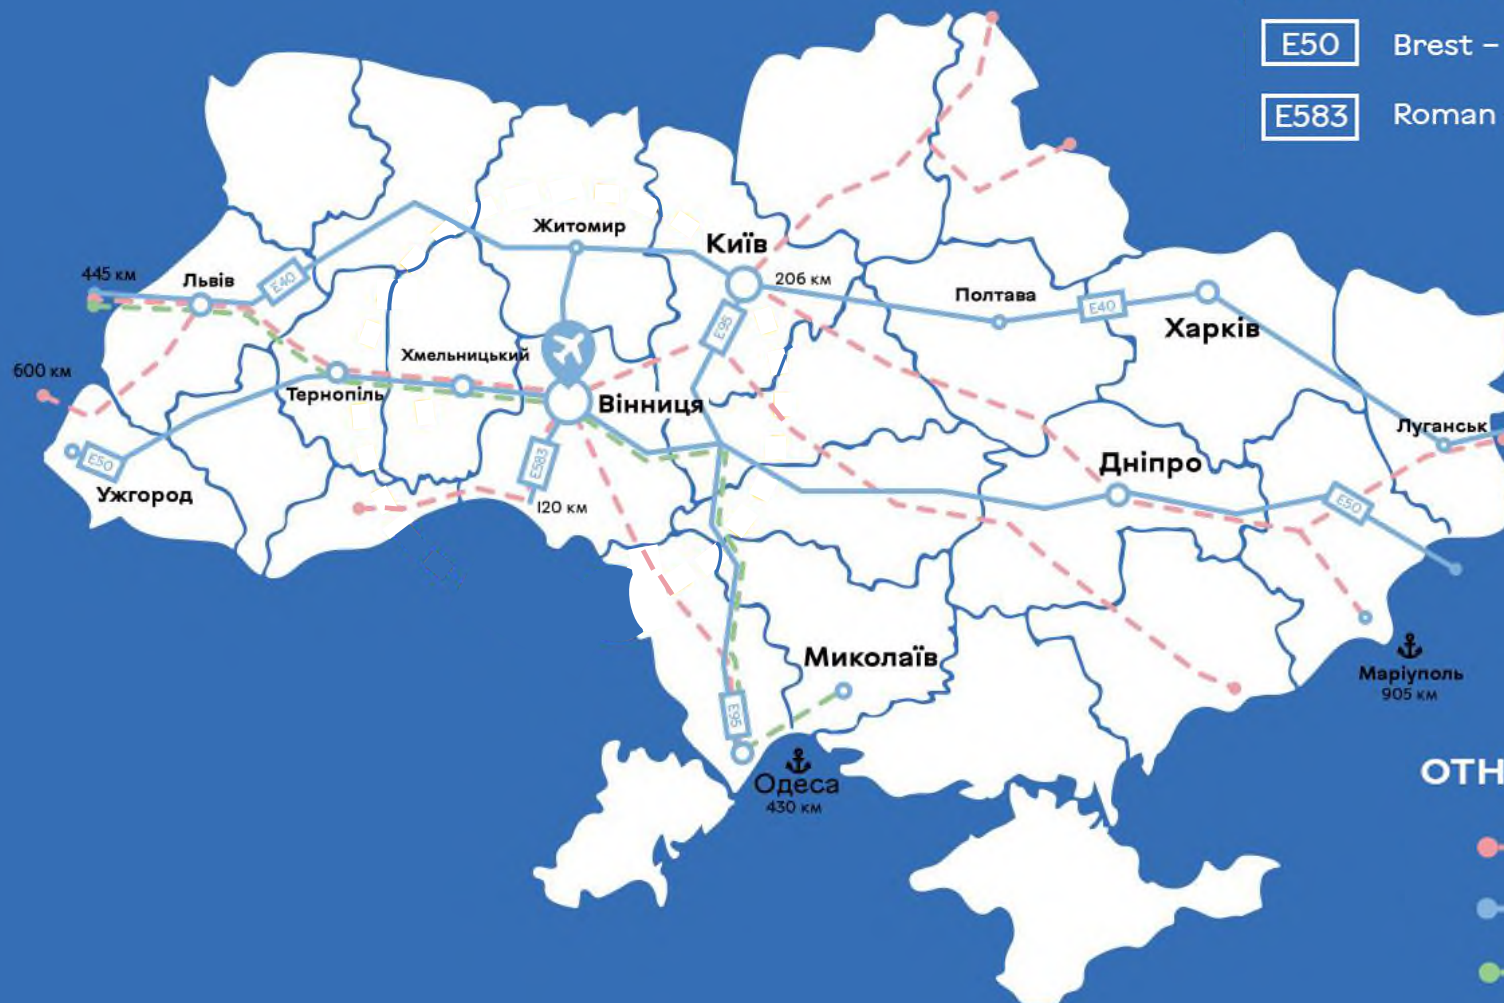 E50 Brest –
E583 Roman
Житомир
Київ
445 км
Львів
E40
206 км
Полтава
E40
Харків
E95
Хмельницький
600 км
Тернопіль
Вінниця
Луганськ
E50
Ужгород
E583
120 км
Дніпро
E50
Миколаїв
Маріуполь
905 км
E95
Одеса
430 км
OTH